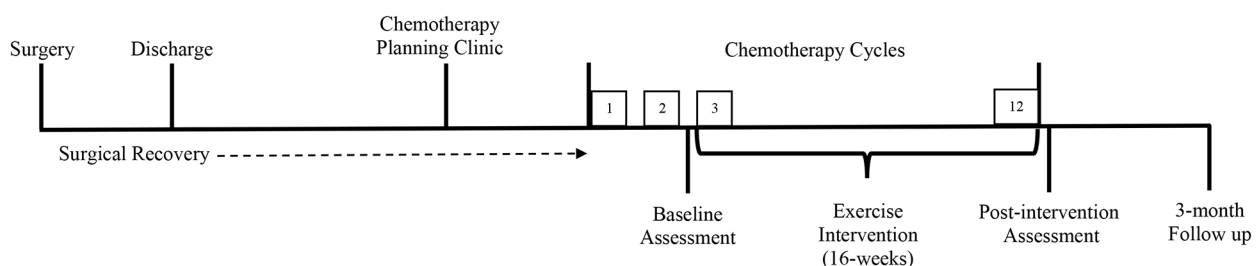 Surgery
Discharge
Chemotherapy
Planning Clinic
Chemotherapy Cycles
1
2
3
12
Surgical Recovery
Baseline
Assessment
Exercise
Intervention
(16-weeks)
Post-intervention
Assessment
3-month
Follow up